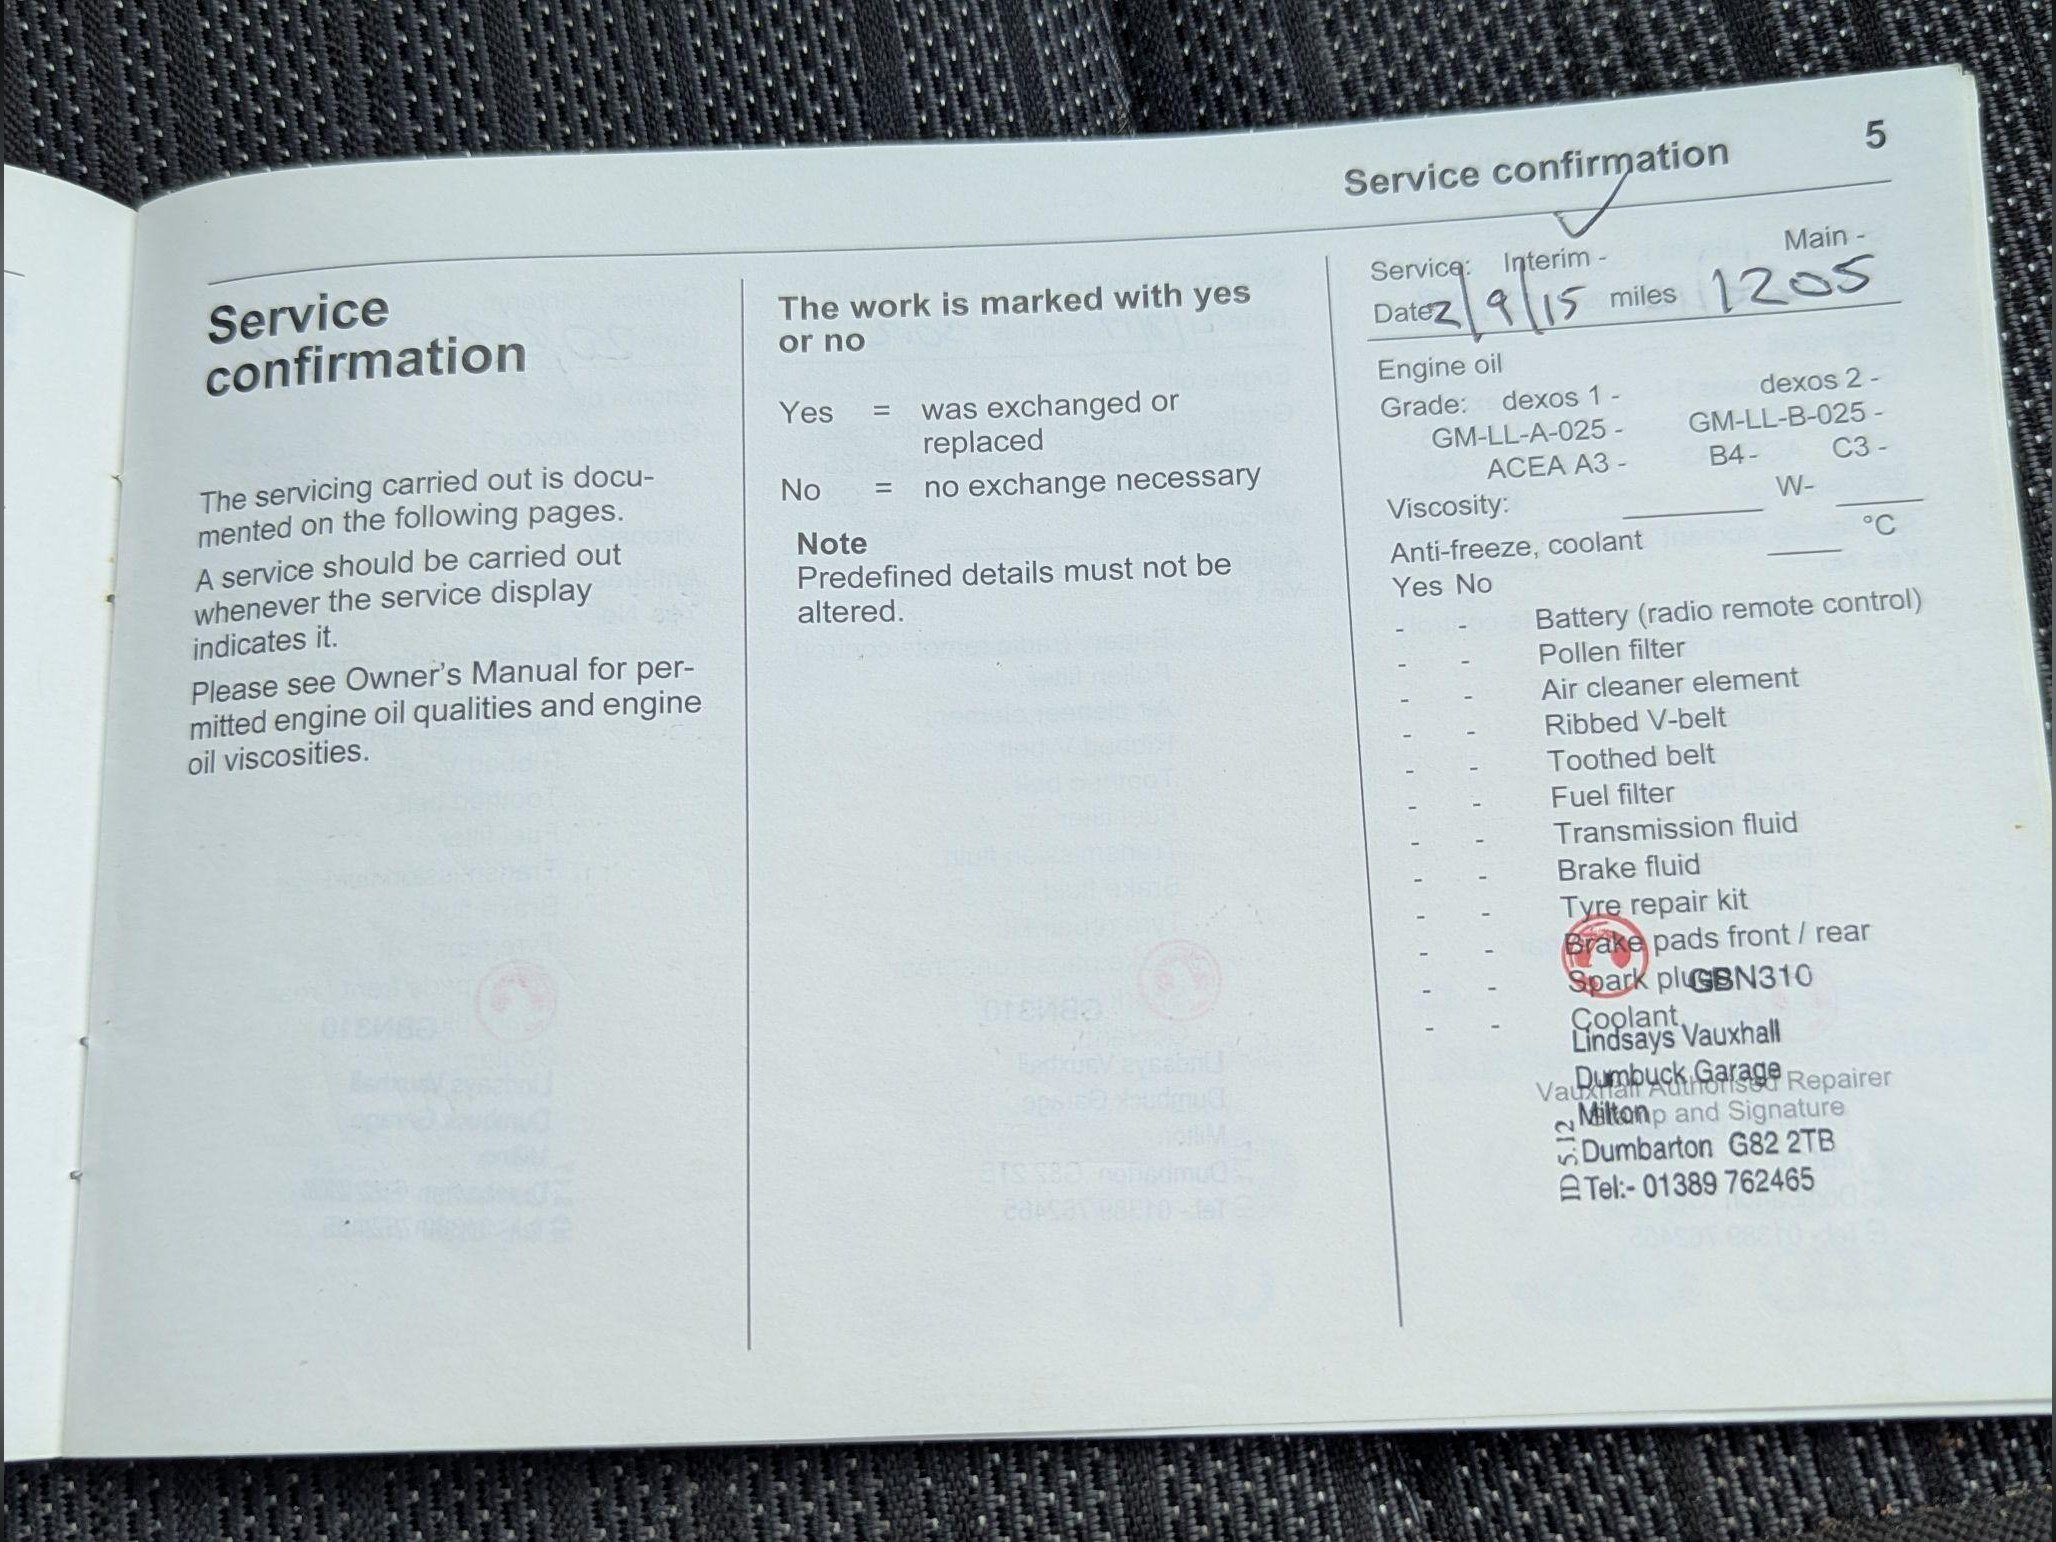 Service confirmation 5
Service
confirmation
The servicing carried out is docu-
mented on the following pages.
A service should be carried out
whenever the service display
indicates it.
Please see Owner's Manual for per-
mitted engine oil qualities and engine
oil viscosities.
The work is marked with yes
or no
Yes = was exchanged or
replaced
No = no exchange necessary
Note
Predefined details must not be
altered.
Service: Interim - Main -
Date 2/9/15 miles 1205
Engine oil
Grade: dexos 1 - dexos 2 -
GM-LL-A-025 - GM-LL-B-025 -
ACEA A3 - B4 - C3 -
Viscosity: W-
Anti-freeze, coolant °C
Yes No
- - Battery (radio remote control)
- - Pollen filter
- - Air cleaner element
- - Ribbed V-belt
- - Toothed belt
- - Fuel filter
- - Transmission fluid
- - Brake fluid
- - Tyre repair kit
- - Brake pads front / rear
- - Spark plugs GBN310
- - Coolant
Lindsays Vauxhall
Dumbuck Garage
Vauxhall Authorised Repairer
Milton
Stamp and Signature
Dumbarton G82 2TB
Tel:- 01389 762465
ID 5.12